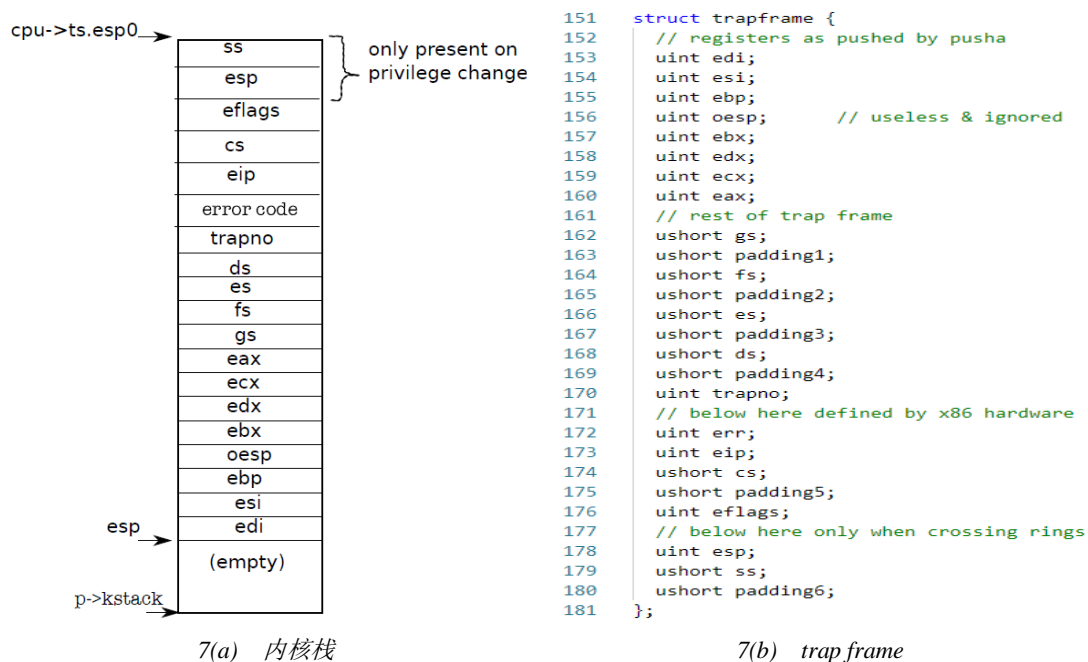 cpu->ts.esp0
ss
only present on
privilege change
esp
eflags
cs
eip
error code
trapno
ds
es
fs
gs
eax
ecx
edx
ebx
oesp
ebp
esi
esp
edi
(empty)
p->kstack
7(a) 内核栈
151 struct trapframe {
152 // registers as pushed by pusha
153 uint edi;
154 uint esi;
155 uint ebp;
156 uint oesp; // useless & ignored
157 uint ebx;
158 uint edx;
159 uint ecx;
160 uint eax;
161 // rest of trap frame
162 ushort gs;
163 ushort padding1;
164 ushort fs;
165 ushort padding2;
166 ushort es;
167 ushort padding3;
168 ushort ds;
169 ushort padding4;
170 uint trapno;
171 // below here defined by x86 hardware
172 uint err;
173 uint eip;
174 ushort cs;
175 ushort padding5;
176 uint eflags;
177 // below here only when crossing rings
178 uint esp;
179 ushort ss;
180 ushort padding6;
181 };
7(b) trap frame